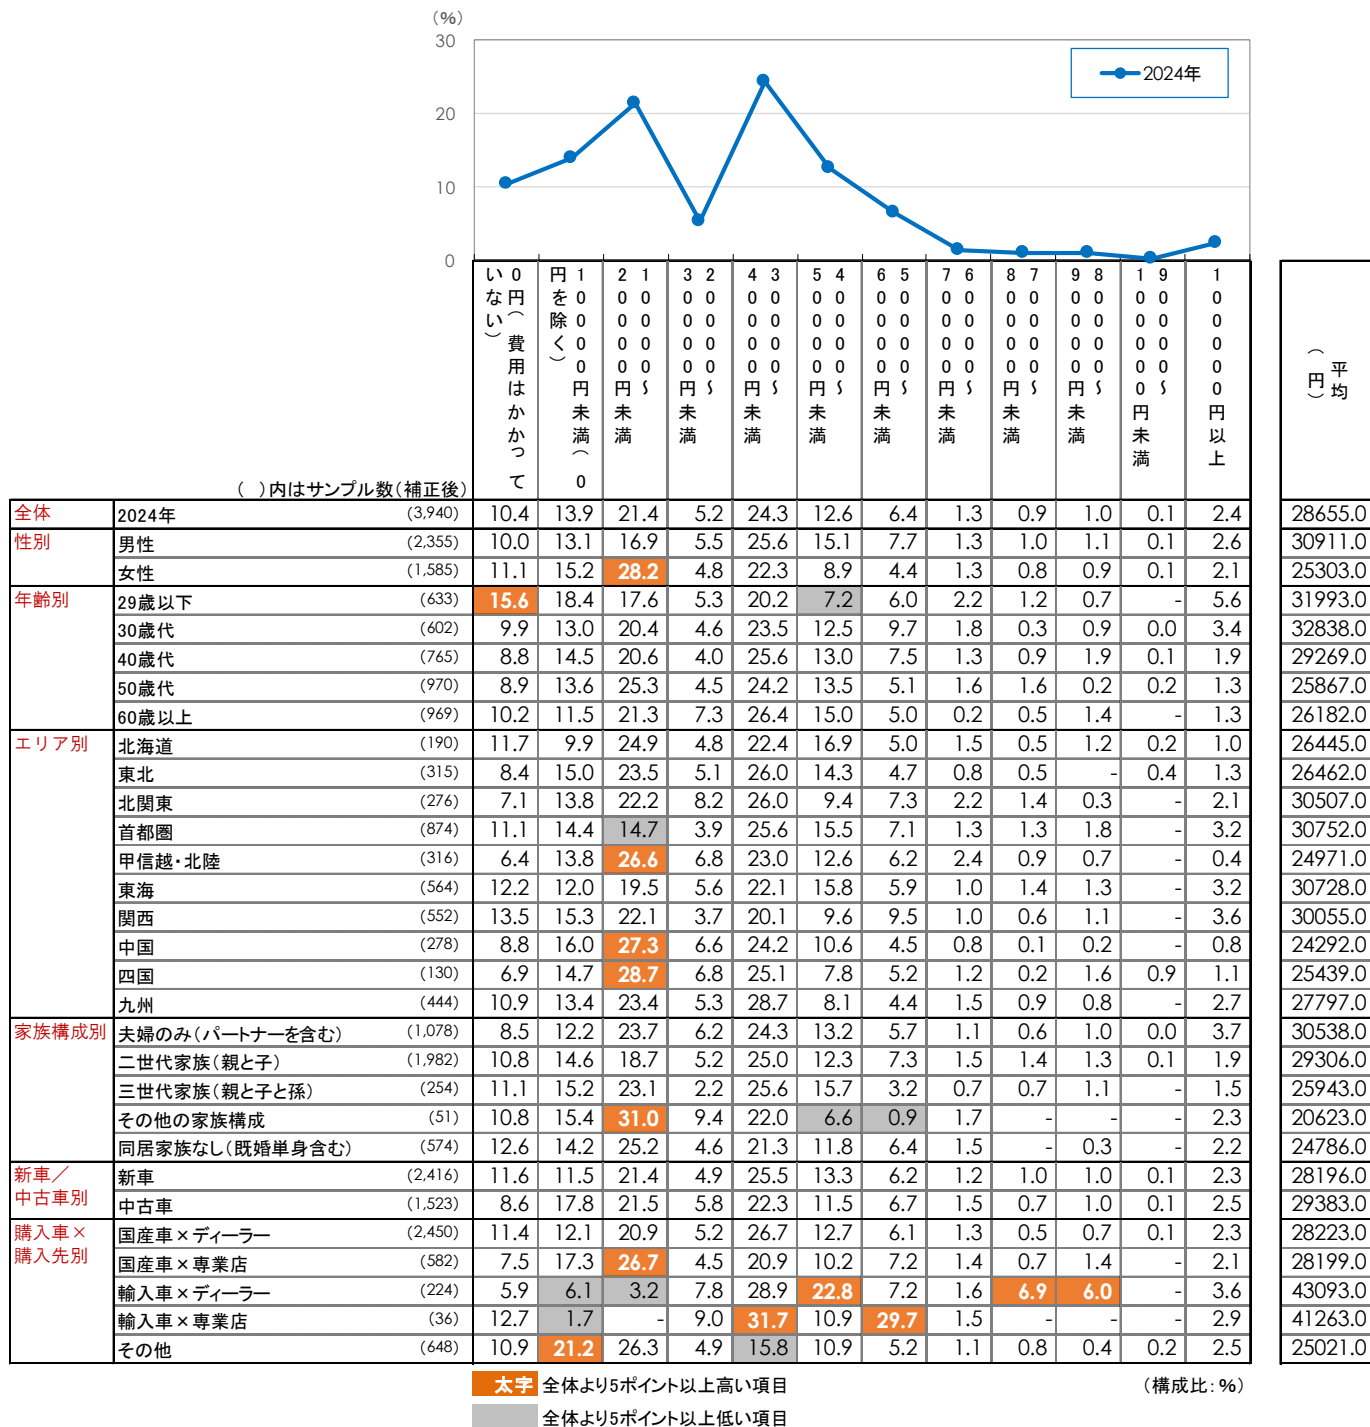 (%)
30
20
10
0
2024年
0円(費用はかかって
いない)
10000円未満(0
円を除く)
10000~
20000円未満
20000~
30000円未満
30000~
40000円未満
40000~
50000円未満
50000~
60000円未満
60000~
70000円未満
70000~
80000円未満
80000~
90000円未満
90000~
100000円未満
100000円以上
平均
(円)
( )内はサンプル数(補正後)
全体 2024年 (3,940) 10.4 13.9 21.4 5.2 24.3 12.6 6.4 1.3 0.9 1.0 0.1 2.4 28655.0
性別 男性 (2,355) 10.0 13.1 16.9 5.5 25.6 15.1 7.7 1.3 1.0 1.1 0.1 2.6 30911.0
女性 (1,585) 11.1 15.2 28.2 4.8 22.3 8.9 4.4 1.3 0.8 0.9 0.1 2.1 25303.0
年齢別 29歳以下 (633) 15.6 18.4 17.6 5.3 20.2 7.2 6.0 2.2 1.2 0.7 - 5.6 31993.0
30歳代 (602) 9.9 13.0 20.4 4.6 23.5 12.5 9.7 1.8 0.3 0.9 0.0 3.4 32838.0
40歳代 (765) 8.8 14.5 20.6 4.0 25.6 13.0 7.5 1.3 0.9 1.9 0.1 1.9 29269.0
50歳代 (970) 8.9 13.6 25.3 4.5 24.2 13.5 5.1 1.6 1.6 0.2 0.2 1.3 25867.0
60歳以上 (969) 10.2 11.5 21.3 7.3 26.4 15.0 5.0 0.2 0.5 1.4 - 1.3 26182.0
エリア別 北海道 (190) 11.7 9.9 24.9 4.8 22.4 16.9 5.0 1.5 0.5 1.2 0.2 1.0 26445.0
東北 (315) 8.4 15.0 23.5 5.1 26.0 14.3 4.7 0.8 0.5 - 0.4 1.3 26462.0
北関東 (276) 7.1 13.8 22.2 8.2 26.0 9.4 7.3 2.2 1.4 0.3 - 2.1 30507.0
首都圏 (874) 11.1 14.4 14.7 3.9 25.6 15.5 7.1 1.3 1.3 1.8 - 3.2 30752.0
甲信越・北陸 (316) 6.4 13.8 26.6 6.8 23.0 12.6 6.2 2.4 0.9 0.7 - 0.4 24971.0
東海 (564) 12.2 12.0 19.5 5.6 22.1 15.8 5.9 1.0 1.4 1.3 - 3.2 30728.0
関西 (552) 13.5 15.3 22.1 3.7 20.1 9.6 9.5 1.0 0.6 1.1 - 3.6 30055.0
中国 (278) 8.8 16.0 27.3 6.6 24.2 10.6 4.5 0.8 0.1 0.2 - 0.8 24292.0
四国 (130) 6.9 14.7 28.7 6.8 25.1 7.8 5.2 1.2 0.2 1.6 0.9 1.1 25439.0
九州 (444) 10.9 13.4 23.4 5.3 28.7 8.1 4.4 1.5 0.9 0.8 - 2.7 27797.0
家族構成別 夫婦のみ(パートナーを含む) (1,078) 8.5 12.2 23.7 6.2 24.3 13.2 5.7 1.1 0.6 1.0 0.0 3.7 30538.0
二世代家族(親と子) (1,982) 10.8 14.6 18.7 5.2 25.0 12.3 7.3 1.5 1.4 1.3 0.1 1.9 29306.0
三世代家族(親と子と孫) (254) 11.1 15.2 23.1 2.2 25.6 15.7 3.2 0.7 0.7 1.1 - 1.5 25943.0
その他の家族構成 (51) 10.8 15.4 31.0 9.4 22.0 6.6 0.9 1.7 - - - 2.3 20623.0
同居家族なし(既婚単身含む) (574) 12.6 14.2 25.2 4.6 21.3 11.8 6.4 1.5 - 0.3 - 2.2 24786.0
新車/ 新車 (2,416) 11.6 11.5 21.4 4.9 25.5 13.3 6.2 1.2 1.0 1.0 0.1 2.3 28196.0
中古車別 中古車 (1,523) 8.6 17.8 21.5 5.8 22.3 11.5 6.7 1.5 0.7 1.0 0.1 2.5 29383.0
購入車× 国産車×ディーラー (2,450) 11.4 12.1 20.9 5.2 26.7 12.7 6.1 1.3 0.5 0.7 0.1 2.3 28223.0
購入先別 国産車×専業店 (582) 7.5 17.3 26.7 4.5 20.9 10.2 7.2 1.4 0.7 1.4 - 2.1 28199.0
輸入車×ディーラー (224) 5.9 6.1 3.2 7.8 28.9 22.8 7.2 1.6 6.9 6.0 - 3.6 43093.0
輸入車×専業店 (36) 12.7 1.7 - 9.0 31.7 10.9 29.7 1.5 - - - 2.9 41263.0
その他 (648) 10.9 21.2 26.3 4.9 15.8 10.9 5.2 1.1 0.8 0.4 0.2 2.5 25021.0
太字 全体より5ポイント以上高い項目 (構成比:%)
全体より5ポイント以上低い項目